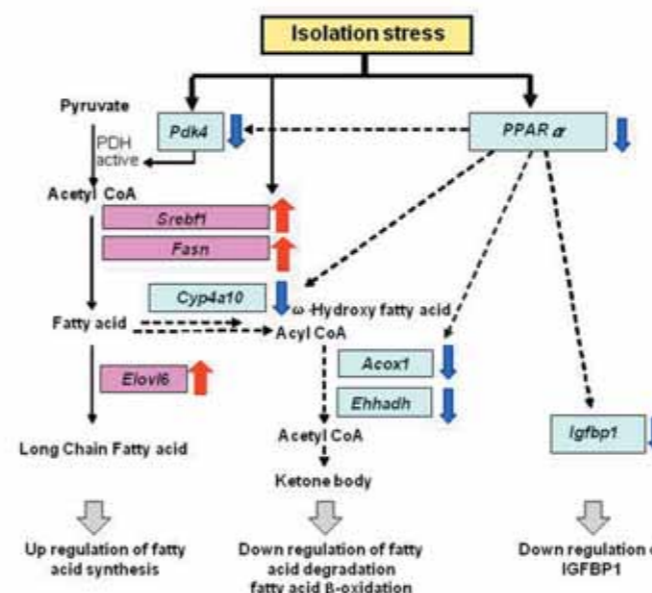 Isolation stress
Pyruvate
Pdk4
PPAR α
PDH
active
Acetyl CoA
Srebf1
Fasn
Cyp4a10
ω-Hydroxy fatty acid
Fatty acid
Acyl CoA
Elovl6
Acox1
Ehhadh
Acetyl CoA
Igfbp1
Long Chain Fatty acid
Ketone body
Up regulation of fatty
acid synthesis
Down regulation of fatty
acid degradation
fatty acid β-oxidation
Down regulation o
IGFBP1